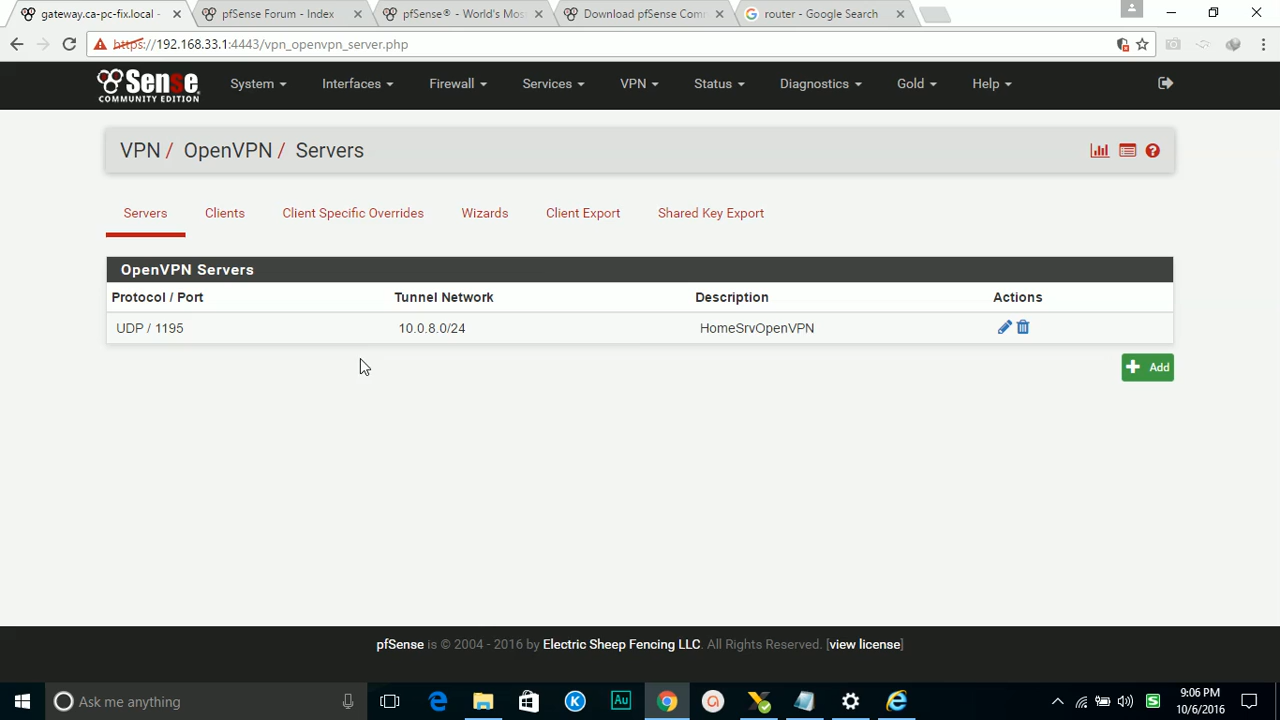 gateway.ca-pc-fix.local -
pfSense Forum - Index
pfSense® - World's Mos
Download pfSense Com
router - Google Search
https://192.168.33.1:4443/vpn_openvpn_server.php
Sense
COMMUNITY EDITION
System
Interfaces
Firewall
Services
VPN
Status
Diagnostics
Gold
Help
VPN / OpenVPN / Servers
Servers
Clients
Client Specific Overrides
Wizards
Client Export
Shared Key Export
OpenVPN Servers
Protocol / Port
Tunnel Network
Description
Actions
UDP / 1195
10.0.8.0/24
HomeSrvOpenVPN
Add
pfSense is © 2004 - 2016 by Electric Sheep Fencing LLC. All Rights Reserved. [view license]
Ask me anything
9:06 PM
10/6/2016